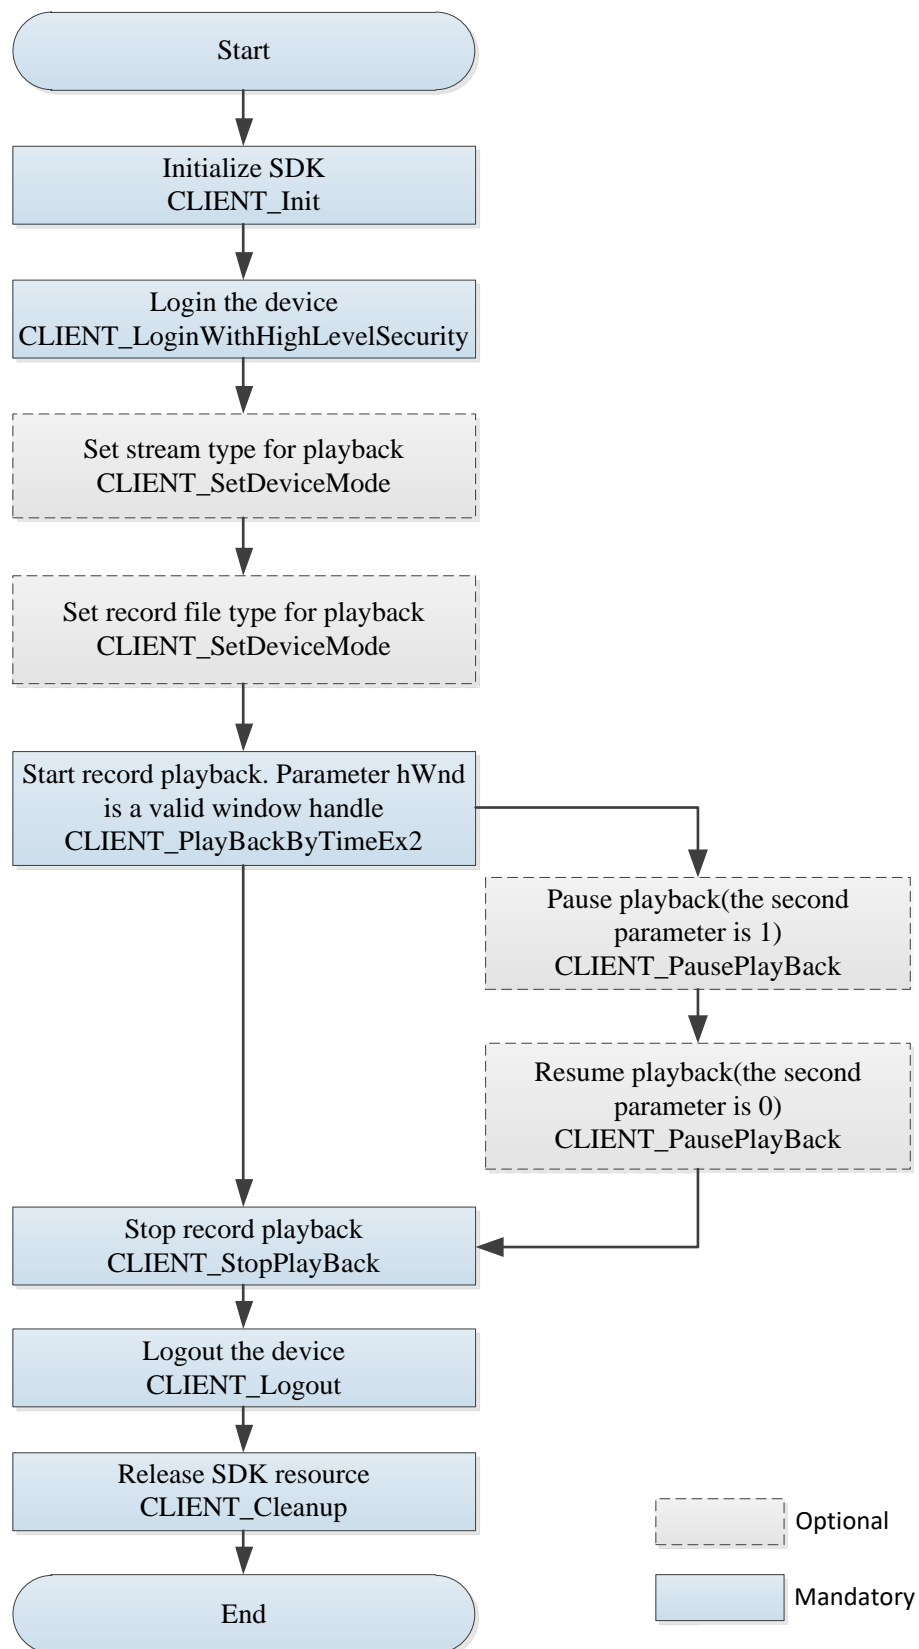 Start
Initialize SDK
CLIENT_Init
Login the device
CLIENT_LoginWithHighLevelSecurity
Set stream type for playback
CLIENT_SetDeviceMode
Set record file type for playback
CLIENT_SetDeviceMode
Start record playback. Parameter hWnd
is a valid window handle
CLIENT_PlayBackByTimeEx2
Pause playback(the second
parameter is 1)
CLIENT_PausePlayBack
Resume playback(the second
parameter is 0)
CLIENT_PausePlayBack
Stop record playback
CLIENT_StopPlayBack
Logout the device
CLIENT_Logout
Release SDK resource
CLIENT_Cleanup
End
Optional
Mandatory